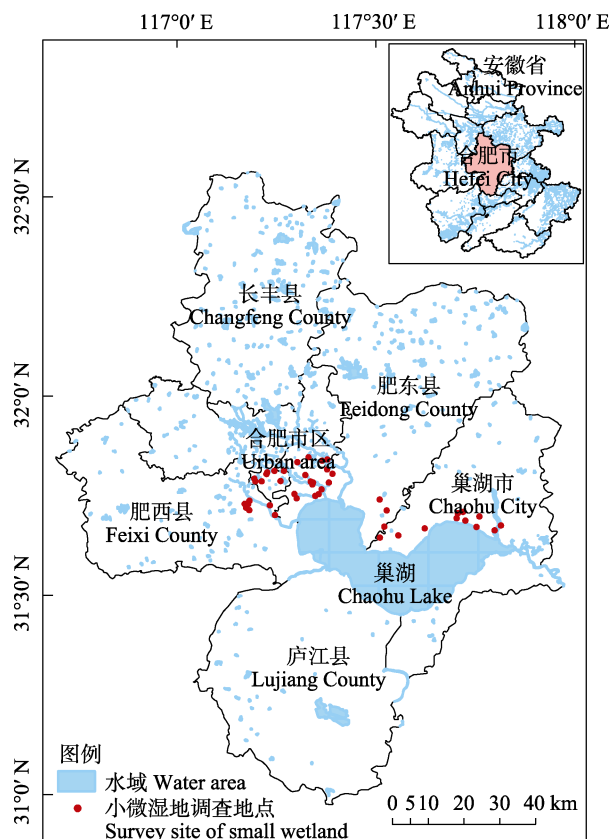 117°0′ E
117°30′ E
118°0′ E
安徽省
Anhui Province
合肥市
Hefei City
32°30′ N
长丰县
Changfeng County
32°0′ N
肥东县
Feidong County
合肥市区
Urban area
巢湖市
Chaohu City
肥西县
Feixi County
巢湖
Chaohu Lake
31°30′ N
庐江县
Lujiang County
图例
水域 Water area
小微湿地调查地点
Survey site of small wetland
31°0′ N
0 5 10 20 30 40 km